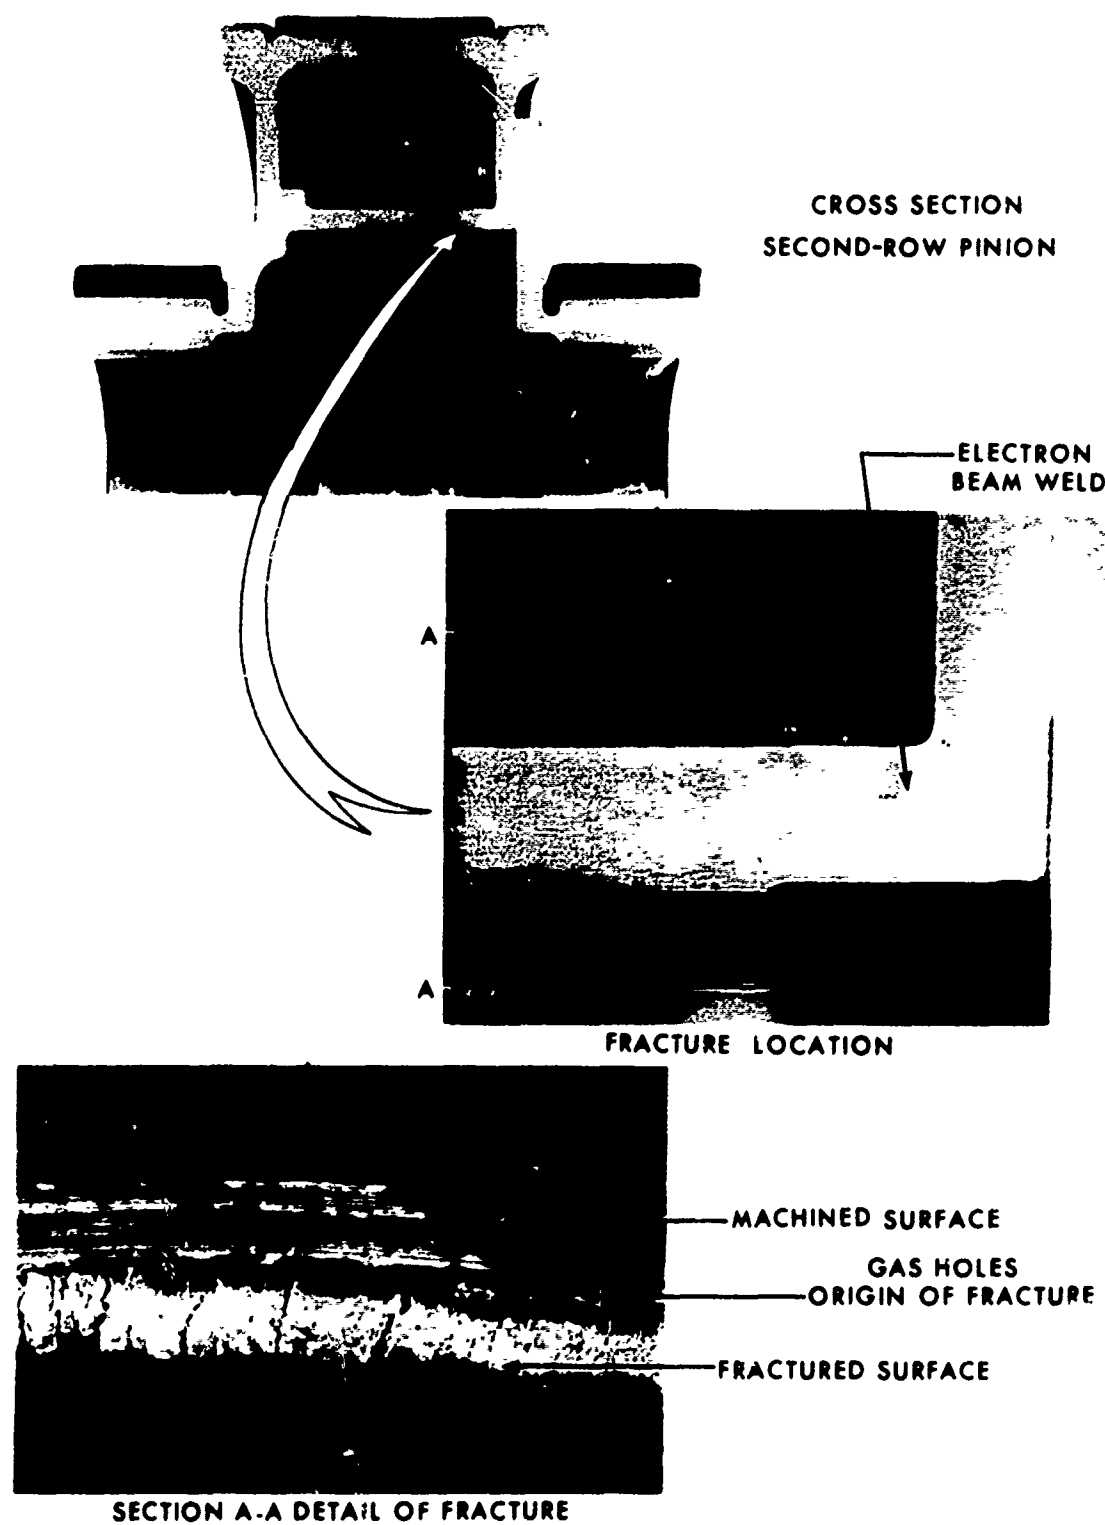 CROSS SECTION
SECOND-ROW PINION
ELECTRON
BEAM WELD
A
A
FRACTURE LOCATION
MACHINED SURFACE
GAS HOLES
ORIGIN OF FRACTURE
FRACTURED SURFACE
SECTION A-A DETAIL OF FRACTURE